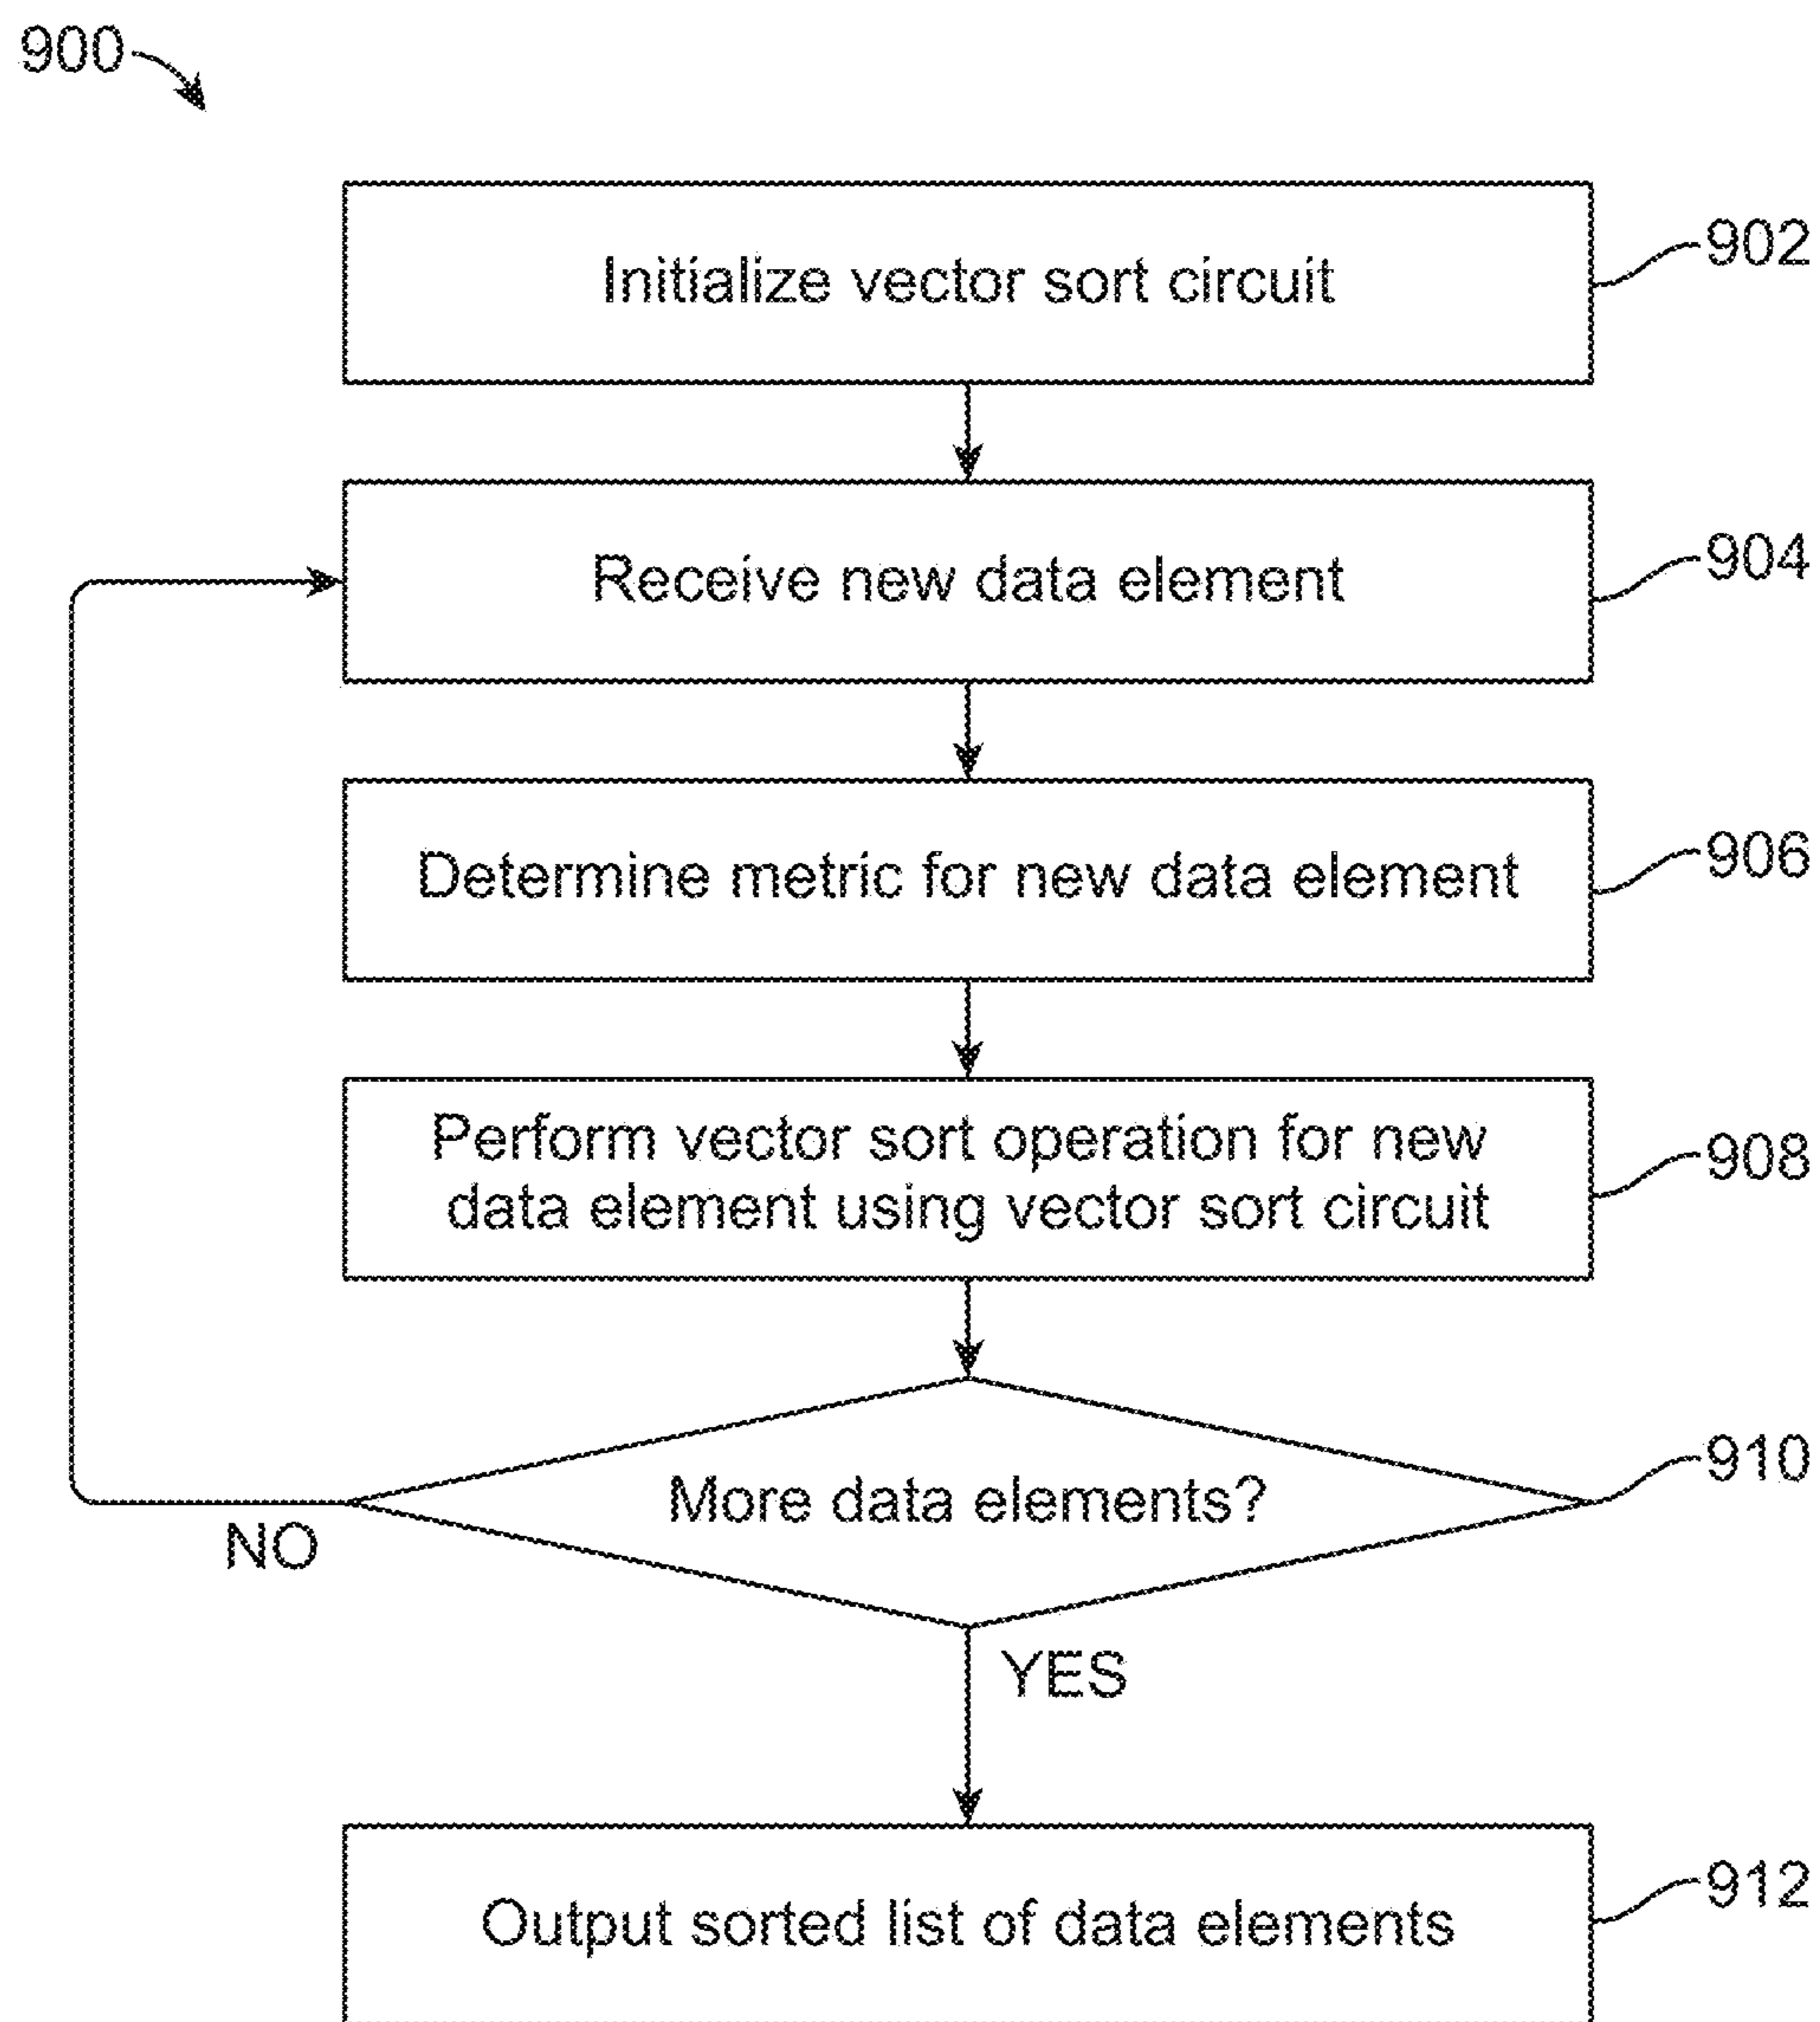 900
Initialize vector sort circuit
902
Receive new data element
904
Determine metric for new data element
906
Perform vector sort operation for new
data element using vector sort circuit
908
More data elements?
910
NO
YES
Output sorted list of data elements
912